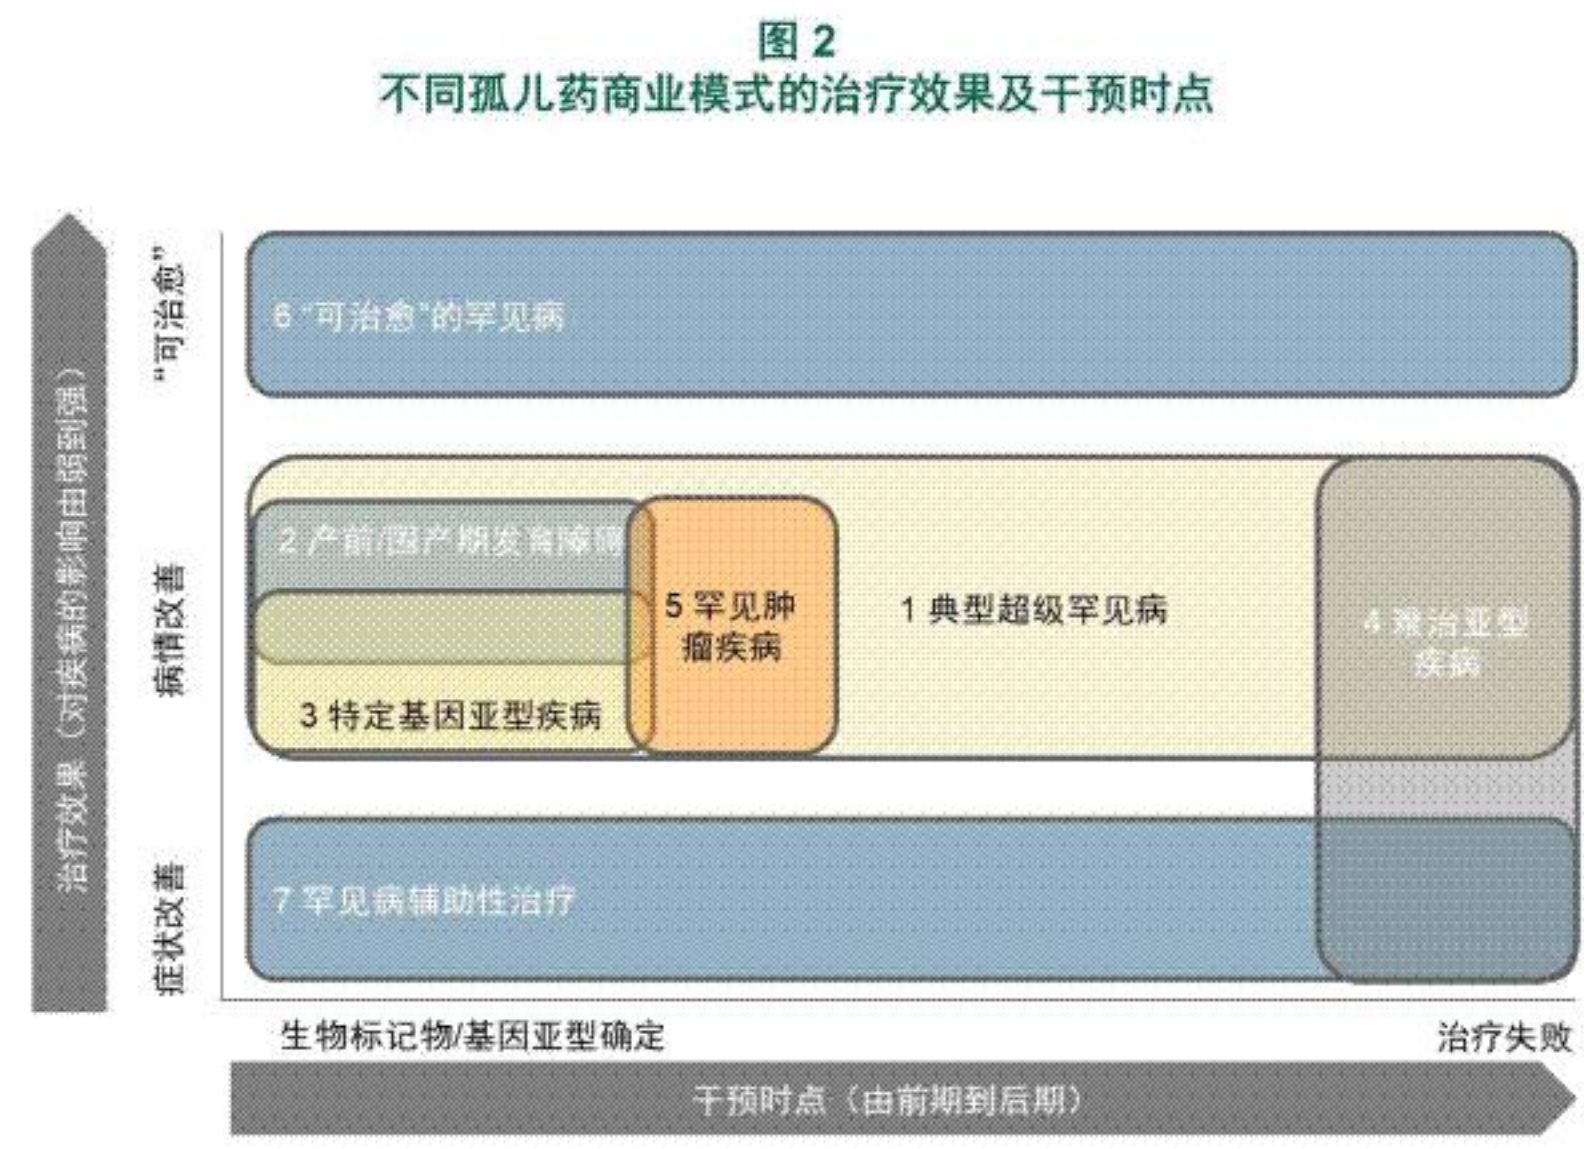 图 2
不同孤儿药商业模式的治疗效果及干预时点
治疗效果（对疾病的影响由弱到强）
“可治愈”
6 “可治愈”的罕见病
病情改善
2 产前/围产期发育障碍
5 罕见肿
瘤疾病
1 典型超级罕见病
4 难治亚型
疾病
3 特定基因亚型疾病
症状改善
7 罕见病辅助性治疗
生物标记物/基因亚型确定
治疗失败
干预时点（由前期到后期）